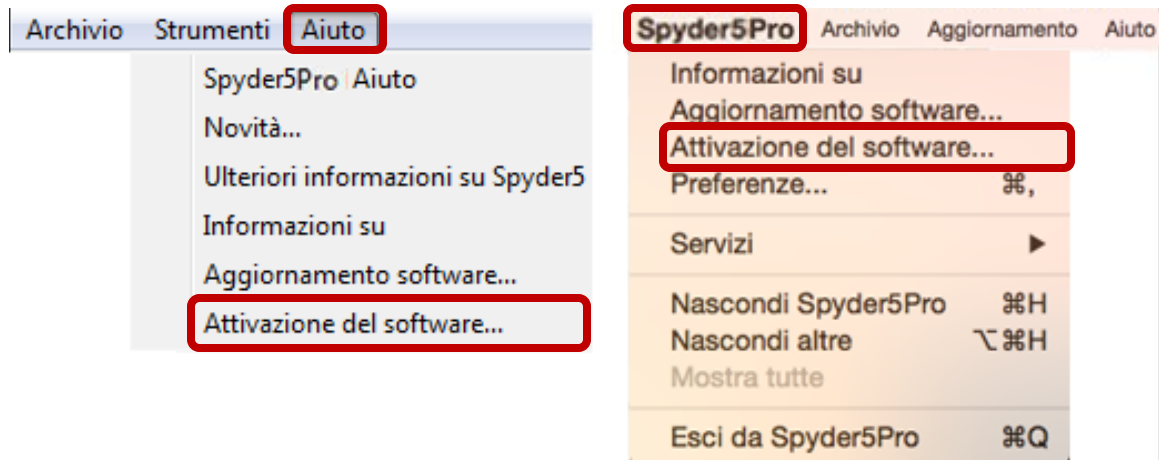 Archivio Strumenti Aiuto
Spyder5Pro Aiuto
Novità...
Ulteriori informazioni su Spyder5
Informazioni su
Aggiornamento software...
Attivazione del software...
Spyder5Pro Archivio Aggiornamento Aiuto
Informazioni su
Aggiornamento software...
Attivazione del software...
Preferenze... ⌘,
Servizi ▶
Nascondi Spyder5Pro ⌘H
Nascondi altre ⌥⌘H
Mostra tutte
Esci da Spyder5Pro ⌘Q